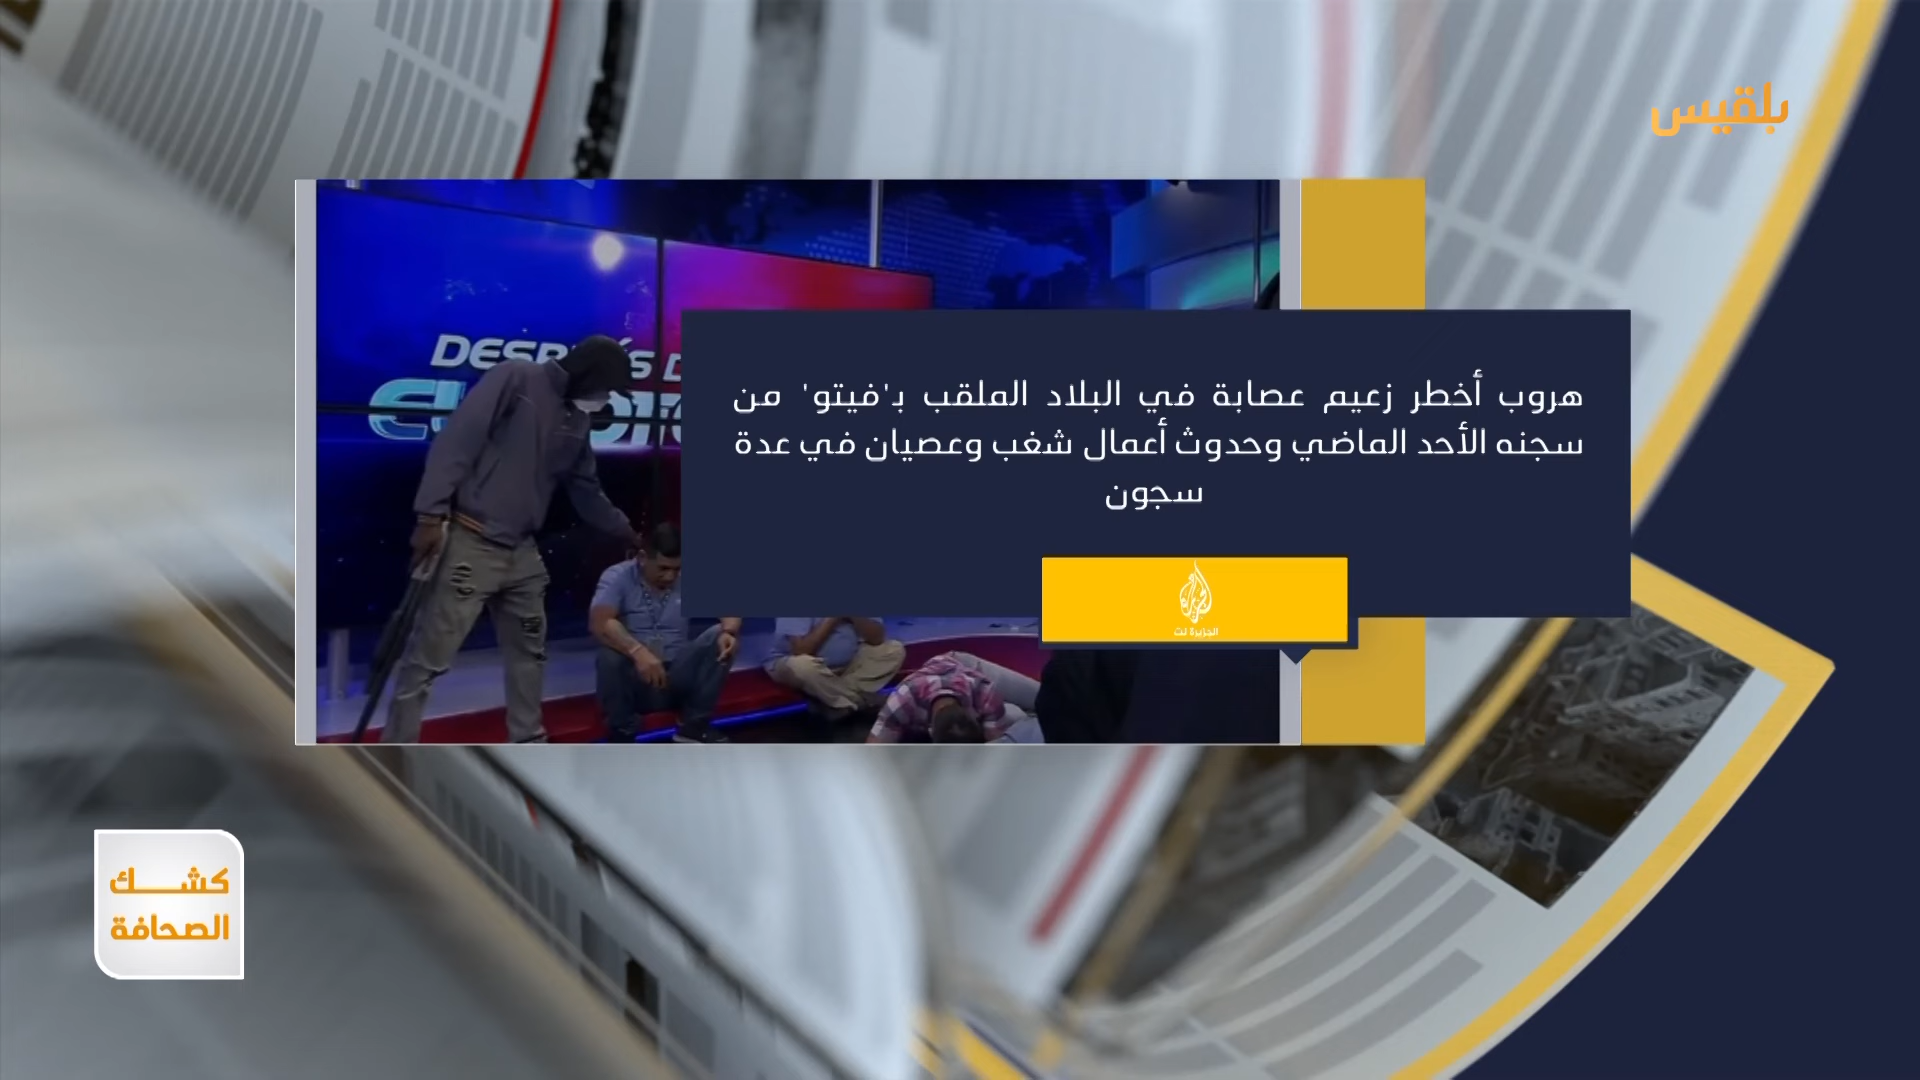 بلقيس
هروب أخطر زعيم عصابة في البلاد الملقب بـ'فيتو' من
سجنه الأحد الماضي وحدوث أعمال شغب وعصيان في عدة
سجون
الجزيرة نت
كشك
الصحافة